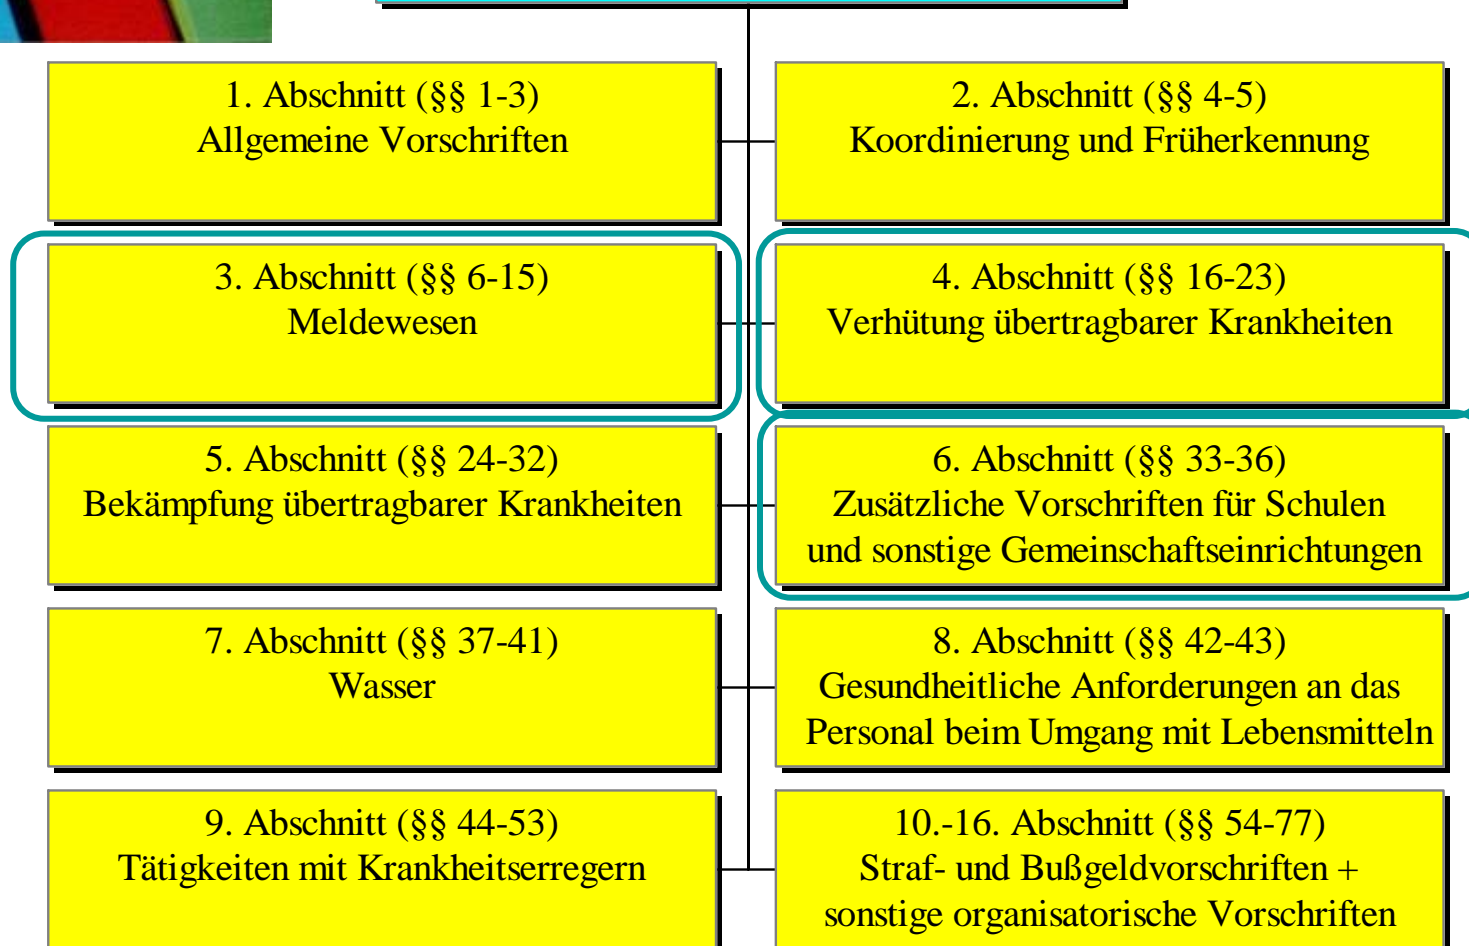 1. Abschnitt (§§ 1-3)
Allgemeine Vorschriften
2. Abschnitt (§§ 4-5)
Koordinierung und Früherkennung
3. Abschnitt (§§ 6-15)
Meldewesen
4. Abschnitt (§§ 16-23)
Verhütung übertragbarer Krankheiten
5. Abschnitt (§§ 24-32)
Bekämpfung übertragbarer Krankheiten
6. Abschnitt (§§ 33-36)
Zusätzliche Vorschriften für Schulen
und sonstige Gemeinschaftseinrichtungen
7. Abschnitt (§§ 37-41)
Wasser
8. Abschnitt (§§ 42-43)
Gesundheitliche Anforderungen an das
Personal beim Umgang mit Lebensmitteln
9. Abschnitt (§§ 44-53)
Tätigkeiten mit Krankheitserregern
10.-16. Abschnitt (§§ 54-77)
Straf- und Bußgeldvorschriften +
sonstige organisatorische Vorschriften